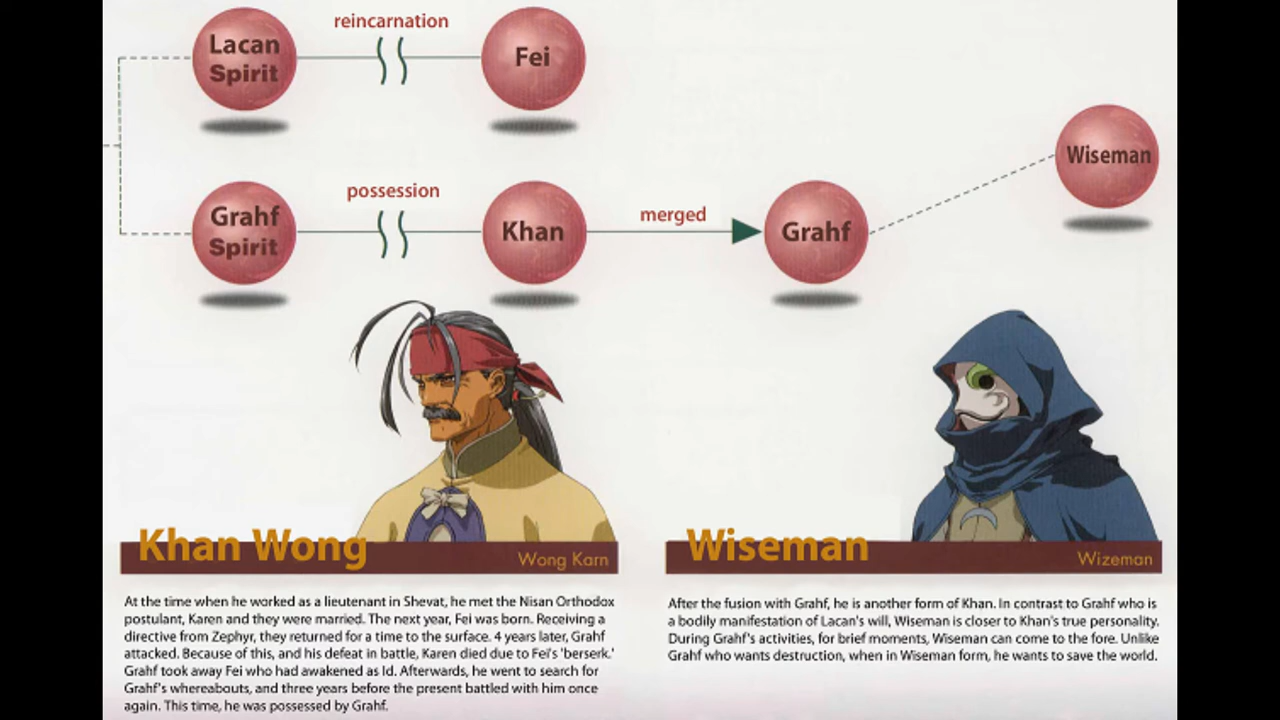 reincarnation
Lacan
Spirit
Fei
Wiseman
possession
Grahf
Spirit
Khan
merged
Grahf
Khan Wong
Wong Karn
At the time when he worked as a lieutenant in Shevat, he met the Nisan Orthodox
postulant, Karen and they were married. The next year, Fei was born. Receiving a
directive from Zephyr, they returned for a time to the surface. 4 years later, Grahf
attacked. Because of this, and his defeat in battle, Karen died due to Fei's 'berserk.'
Grahf took away Fei who had awakened as Id. Afterwards, he went to search for
Grahf's whereabouts, and three years before the present battled with him once
again. This time, he was possessed by Grahf.
Wiseman
Wizeman
After the fusion with Grahf, he is another form of Khan. In contrast to Grahf who is
a bodily manifestation of Lacan's will, Wiseman is closer to Khan's true personality.
During Grahf's activities, for brief moments, Wiseman can come to the fore. Unlike
Grahf who wants destruction, when in Wiseman form, he wants to save the world.